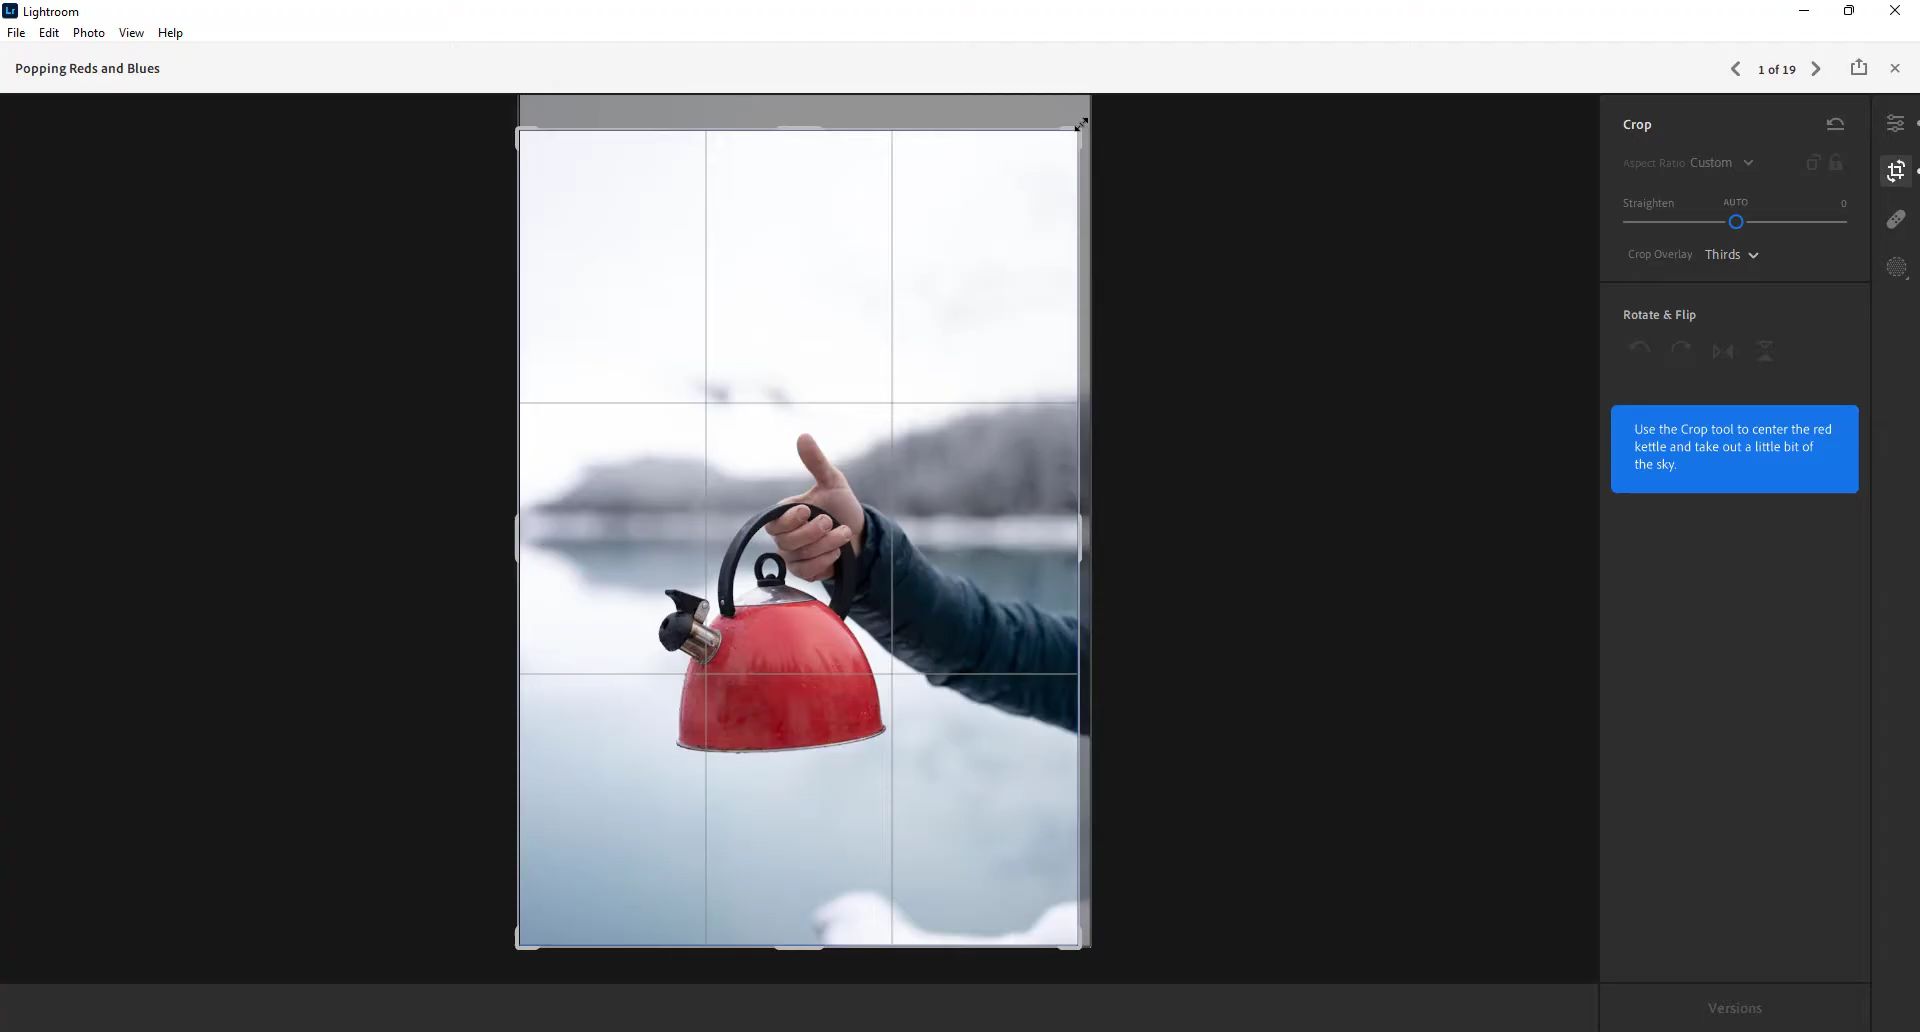 Lr Lightroom
File Edit Photo View Help
Popping Reds and Blues
1 of 19
Crop
Aspect Ratio Custom
Straighten AUTO 0
Crop Overlay Thirds
Rotate & Flip
Use the Crop tool to center the red
kettle and take out a little bit of
the sky.
Versions